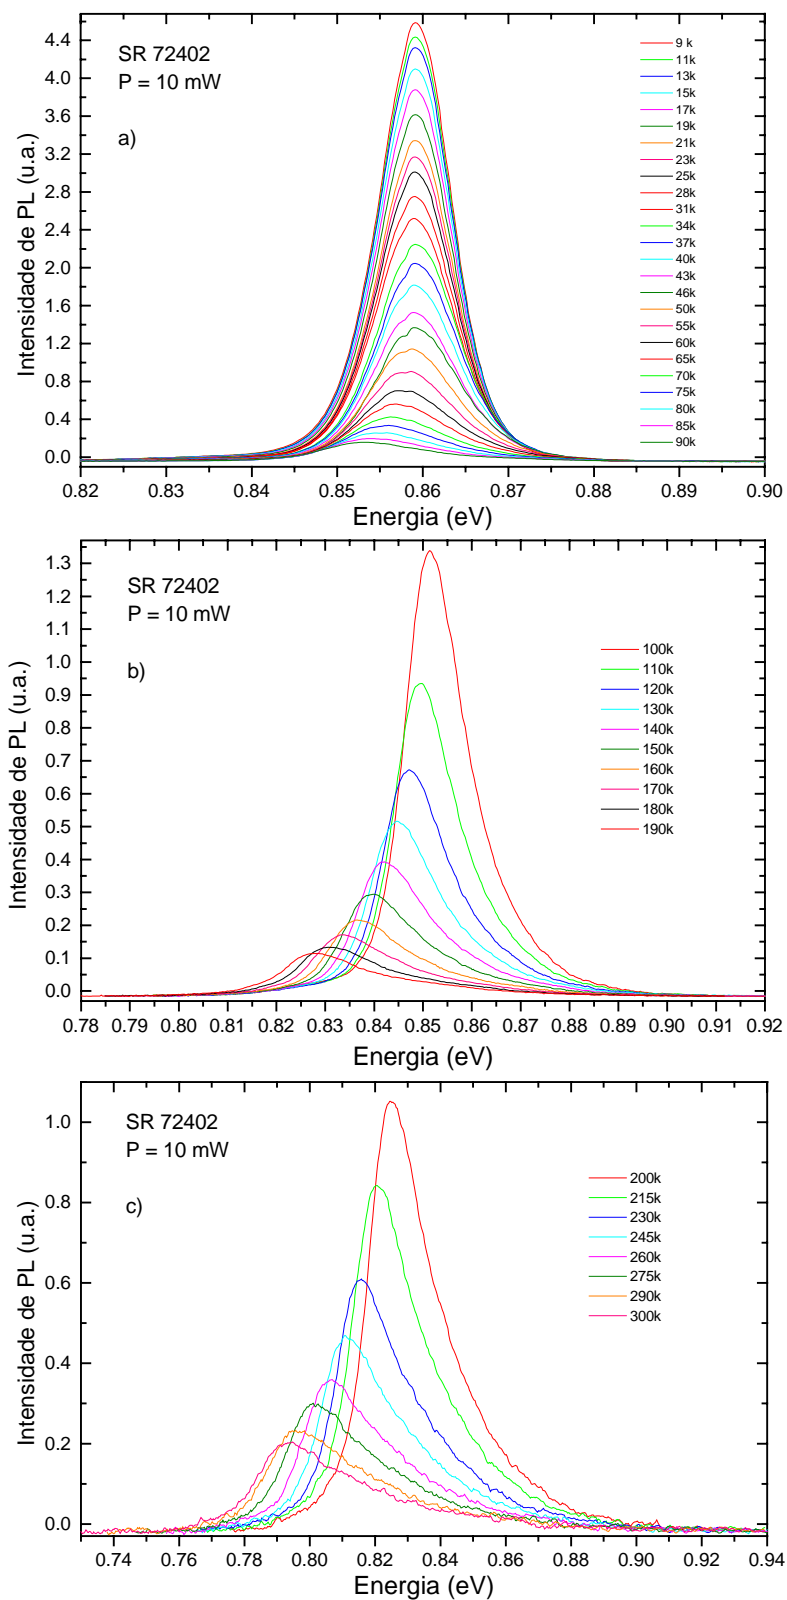 SR 72402
P = 10 mW
a)
Intensidade de PL (u.a.)
4.4
4.0
3.6
3.2
2.8
2.4
2.0
1.6
1.2
0.8
0.4
0.0
9 k
11k
13k
15k
17k
19k
21k
23k
25k
28k
31k
34k
37k
40k
43k
46k
50k
55k
60k
65k
70k
75k
80k
85k
90k
0.82 0.83 0.84 0.85 0.86 0.87 0.88 0.89 0.90
Energia (eV)
SR 72402
P = 10 mW
b)
Intensidade de PL (u.a.)
1.3
1.2
1.1
1.0
0.9
0.8
0.7
0.6
0.5
0.4
0.3
0.2
0.1
0.0
100k
110k
120k
130k
140k
150k
160k
170k
180k
190k
0.78 0.79 0.80 0.81 0.82 0.83 0.84 0.85 0.86 0.87 0.88 0.89 0.90 0.91 0.92
Energia (eV)
SR 72402
P = 10 mW
c)
Intensidade de PL (u.a.)
1.0
0.8
0.6
0.4
0.2
0.0
200k
215k
230k
245k
260k
275k
290k
300k
0.74 0.76 0.78 0.80 0.82 0.84 0.86 0.88 0.90 0.92 0.94
Energia (eV)